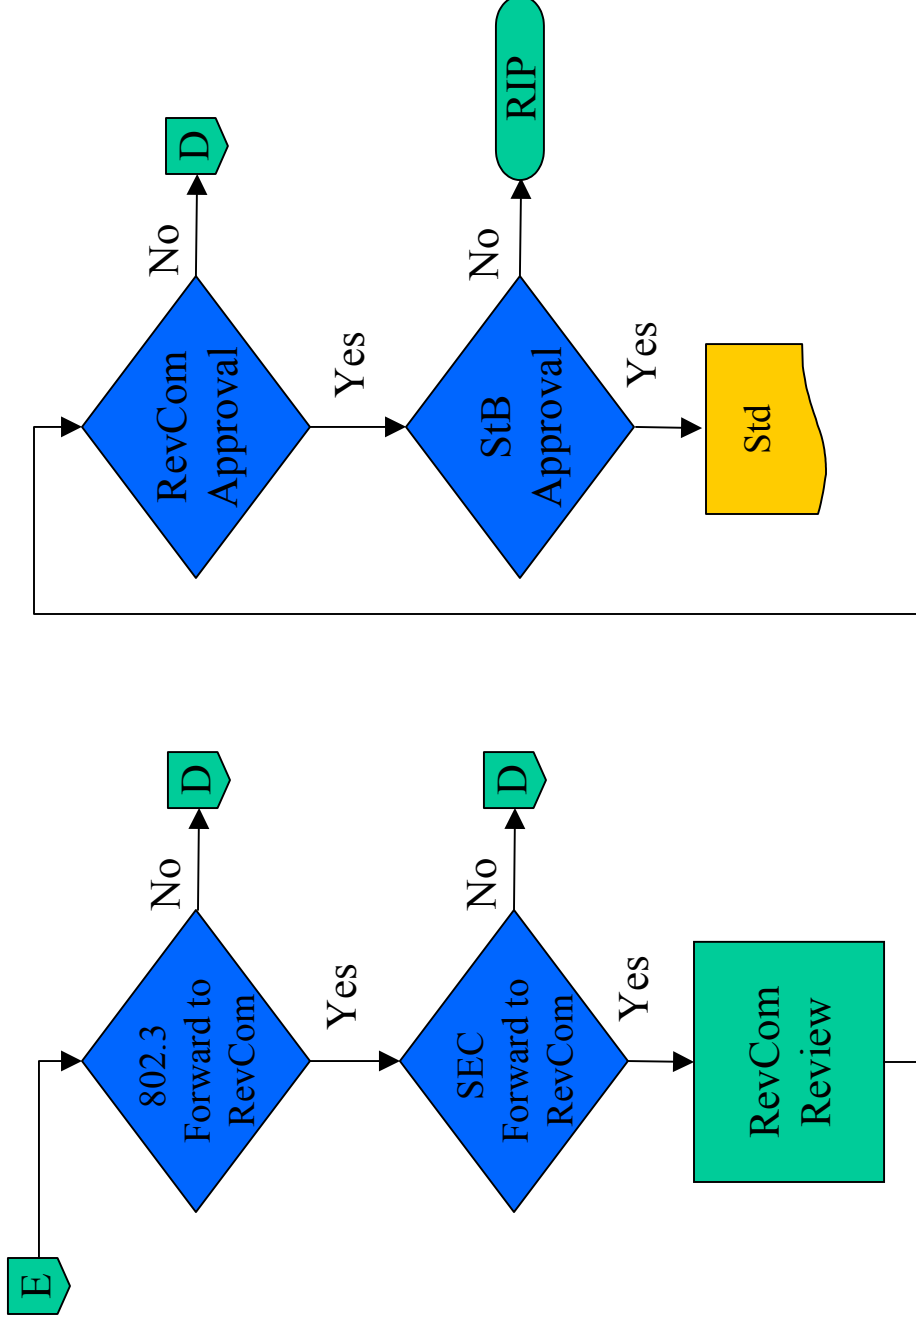 E
802.3
Forward to
RevCom
No
D
Yes
SEC
Forward to
RevCom
No
D
Yes
RevCom
Review
RevCom
Approval
No
D
Yes
StB
Approval
No
RIP
Yes
Std